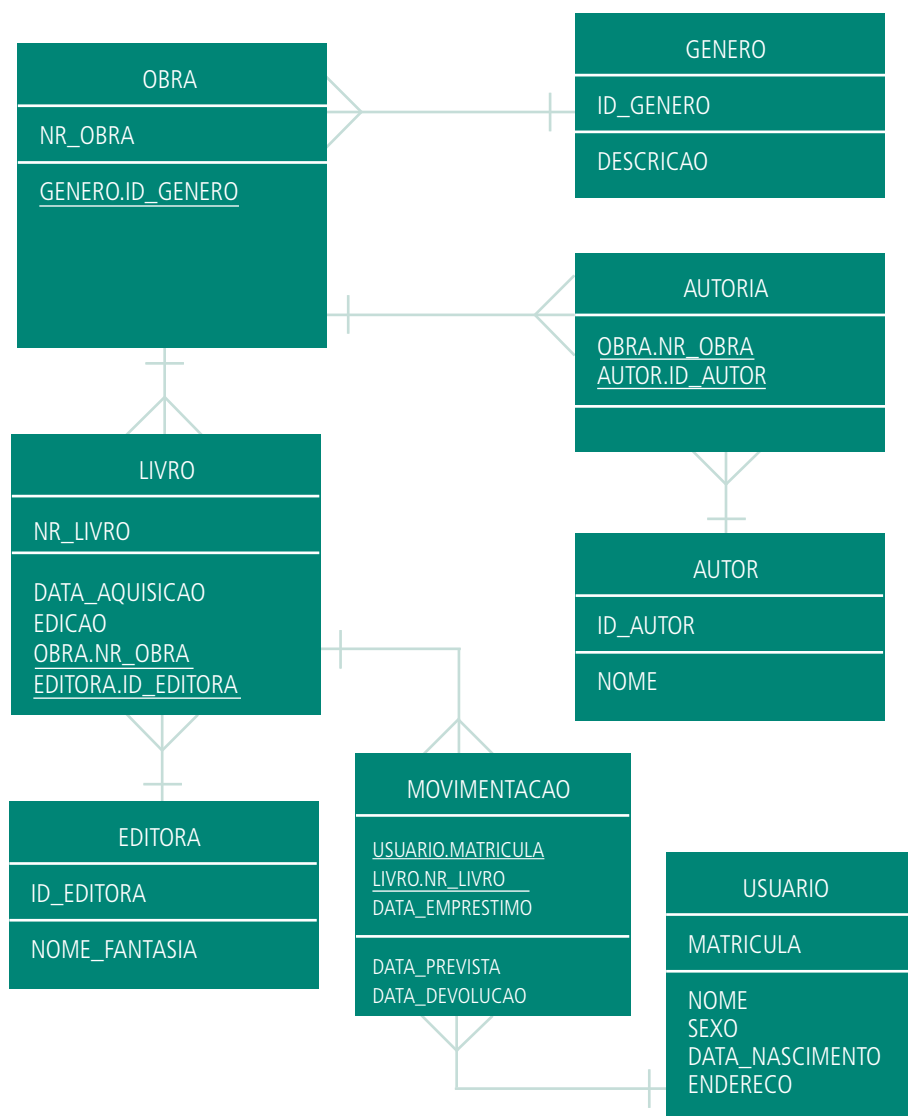 OBRA
NR_OBRA
GENERO.ID_GENERO
GENERO
ID_GENERO
DESCRICAO
AUTORIA
OBRA.NR_OBRA
AUTOR.ID_AUTOR
LIVRO
NR_LIVRO
DATA_AQUISICAO
EDICAO
OBRA.NR_OBRA
EDITORA.ID_EDITORA
AUTOR
ID_AUTOR
NOME
EDITORA
ID_EDITORA
NOME_FANTASIA
MOVIMENTACAO
USUARIO.MATRICULA
LIVRO.NR_LIVRO
DATA_EMPRESTIMO
DATA_PREVISTA
DATA_DEVOLUCAO
USUARIO
MATRICULA
NOME
SEXO
DATA_NASCIMENTO
ENDERECO